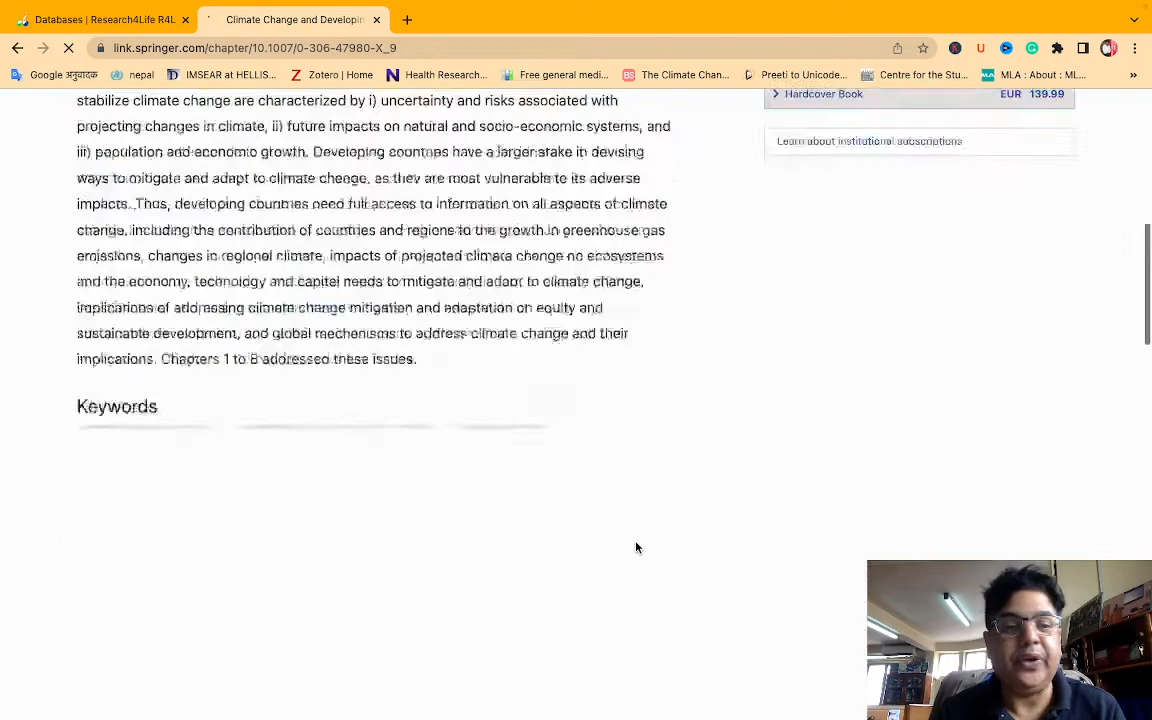 Databases | Research4Life R4L
Climate Change and Developin
link.springer.com/chapter/10.1007/0-306-47980-X_9
Google अनुवादक
nepal
IMSEAR at HELLIS...
Zotero | Home
Health Research...
Free general medi...
The Climate Chan...
Preeti to Unicode...
Centre for the Stu...
MLA : About : ML...
»
stabilize climate change are characterized by i) uncertainty and risks associated with
projecting changes in climate, ii) future impacts on natural and socio-economic systems, and
iii) population and economic growth. Developing countries have a larger stake in devising
ways to mitigate and adapt to climate change, as they are most vulnerable to its adverse
impacts. Thus, developing countries need full access to information on all aspects of climate
change, including the contribution of countries and regions to the growth in greenhouse gas
emissions, changes in regional climate, impacts of projected climate change on ecosystems
and the economy, technology and capital needs to mitigate and adapt to climate change,
implications of addressing climate change mitigation and adaptation on equity and
sustainable development, and global mechanisms to address climate change and their
implications. Chapters 1 to 8 addressed these issues.
Keywords
Hardcover Book EUR 139.99
Learn about institutional subscriptions